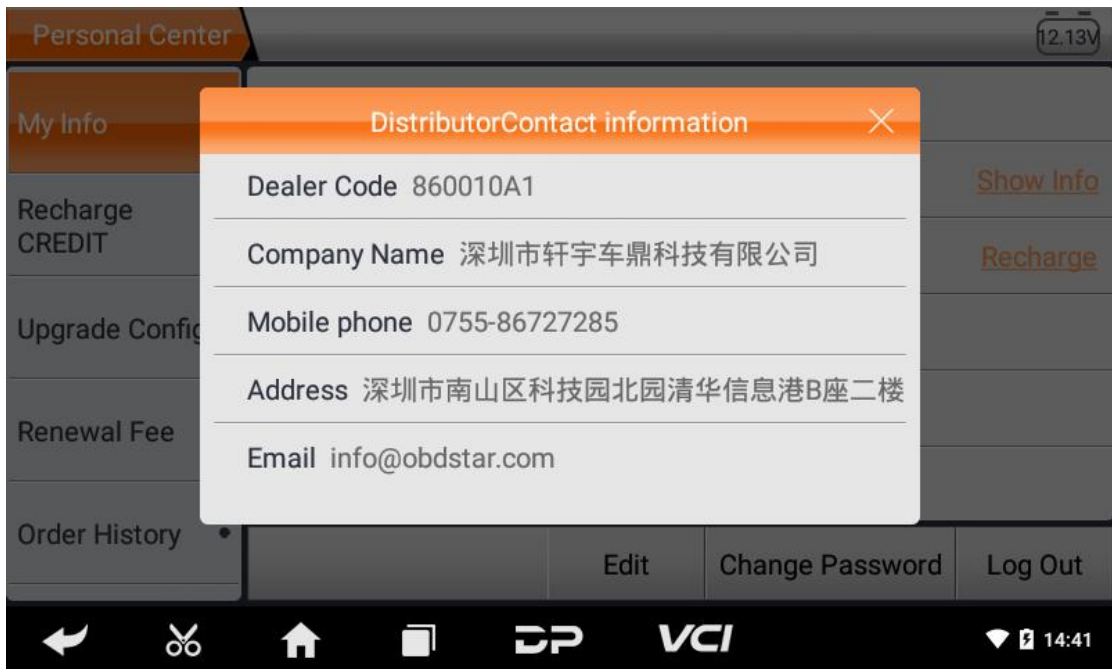 Personal Center
12.13V
My Info
DistributorContact information
Dealer Code 860010A1
Show Info
Recharge
CREDIT
Company Name 深圳市轩宇车鼎科技有限公司
Recharge
Upgrade Config
Mobile phone 0755-86727285
Address 深圳市南山区科技园北园清华信息港B座二楼
Renewal Fee
Email info@obdstar.com
Order History
Edit
Change Password
Log Out
DP
VCI
14:41